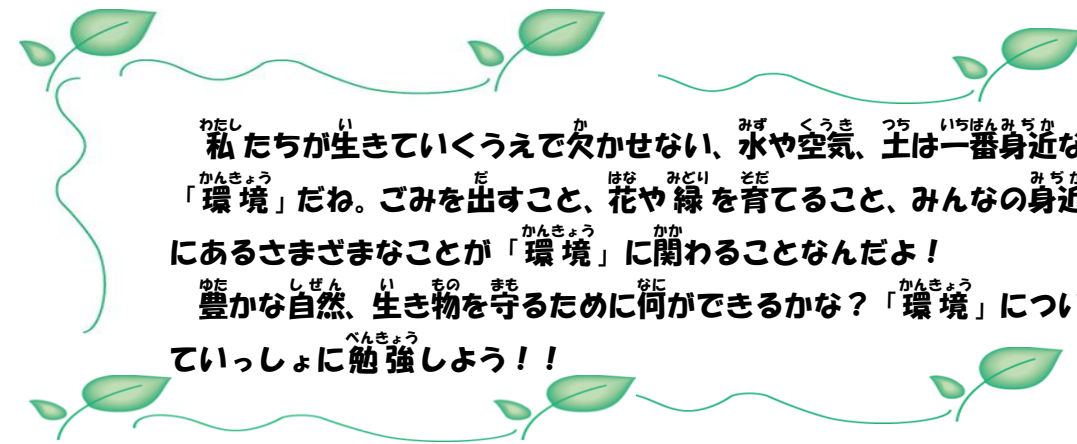 私たちが生きていくうえで欠かせない、水や空気、土は一番身近な
「環境」だね。ごみを出すこと、花や緑を育てること、みんなの身近
にあるさまざまなことが「環境」に関わることなんだよ！
豊かな自然、生き物を守るために何ができるかな？「環境」につい
ていっしょに勉強しよう！！